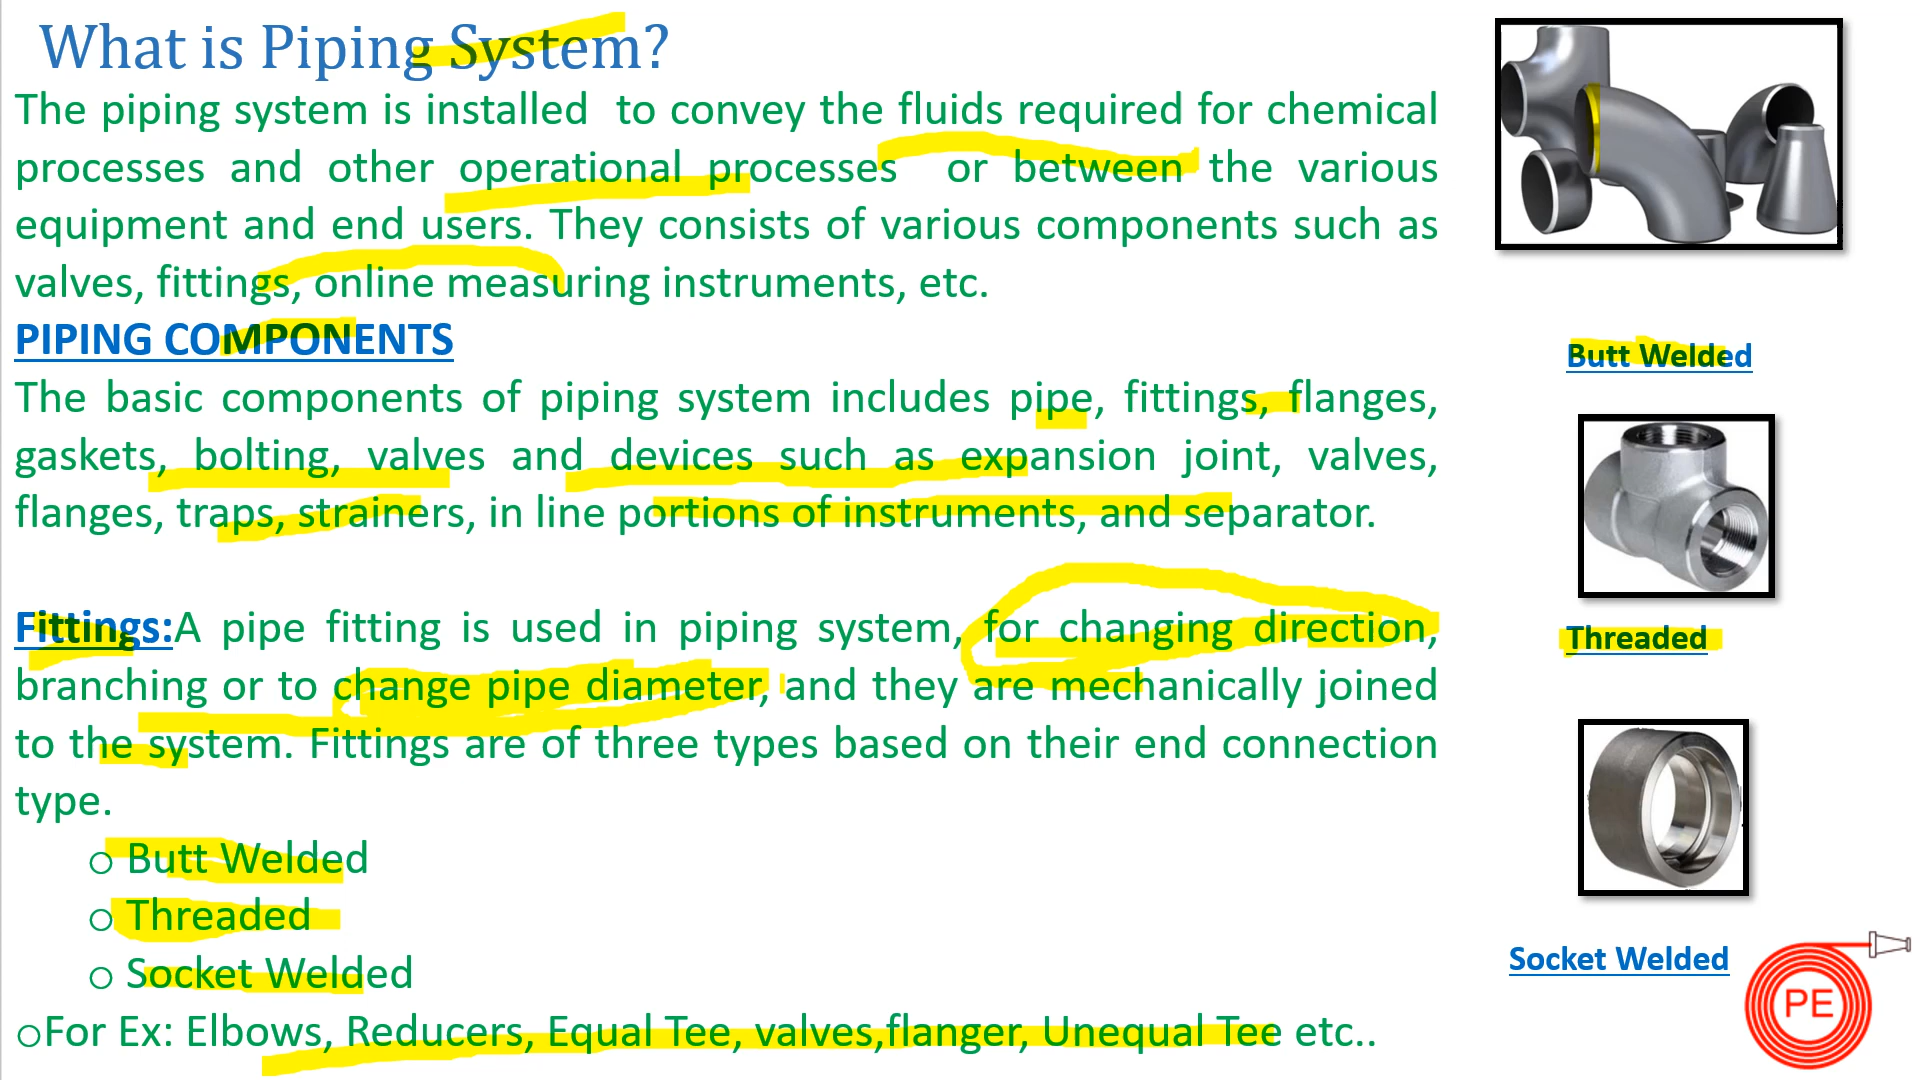 What is Piping System?
The piping system is installed to convey the fluids required for chemical
processes and other operational processes or between the various
equipment and end users. They consists of various components such as
valves, fittings, online measuring instruments, etc.
PIPING COMPONENTS
The basic components of piping system includes pipe, fittings, flanges,
gaskets, bolting, valves and devices such as expansion joint, valves,
flanges, traps, strainers, in line portions of instruments, and separator.
Fittings:A pipe fitting is used in piping system, for changing direction,
branching or to change pipe diameter, and they are mechanically joined
to the system. Fittings are of three types based on their end connection
type.
o Butt Welded
o Threaded
o Socket Welded
oFor Ex: Elbows, Reducers, Equal Tee, valves,flanger, Unequal Tee etc..
Butt Welded
Threaded
Socket Welded
PE